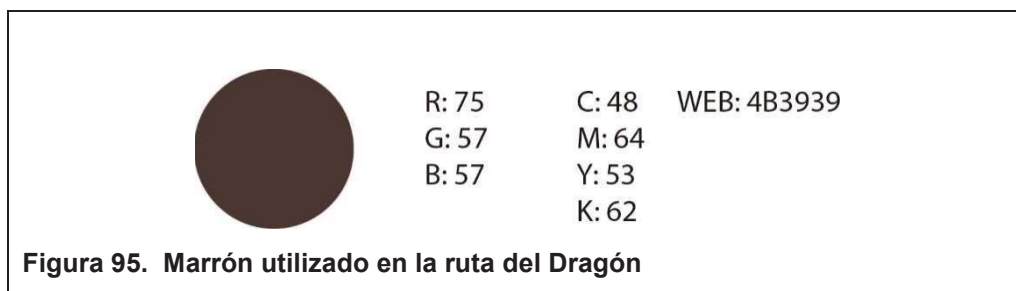 R: 75 C: 48 WEB: 4B3939
G: 57 M: 64
B: 57 Y: 53
K: 62
Figura 95. Marrón utilizado en la ruta del Dragón